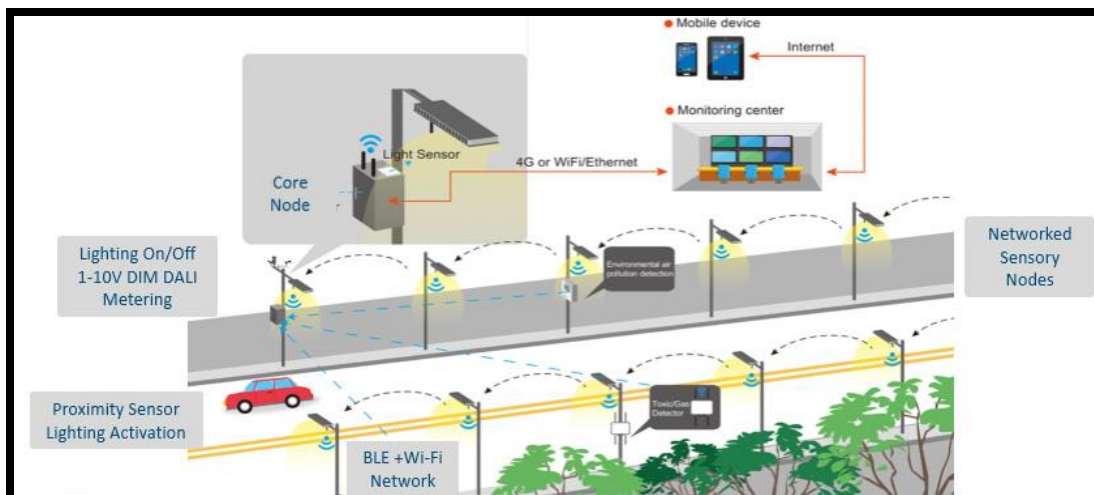 Mobile device
Internet
Monitoring center
Light Sensor
4G or WiFi/Ethernet
Core
Node
Lighting On/Off
1-10V DIM DALI
Metering
Environmental air
pollution detection
Networked
Sensory
Nodes
Proximity Sensor
Lighting Activation
Toxic/Gas
Detector
BLE +Wi-Fi
Network